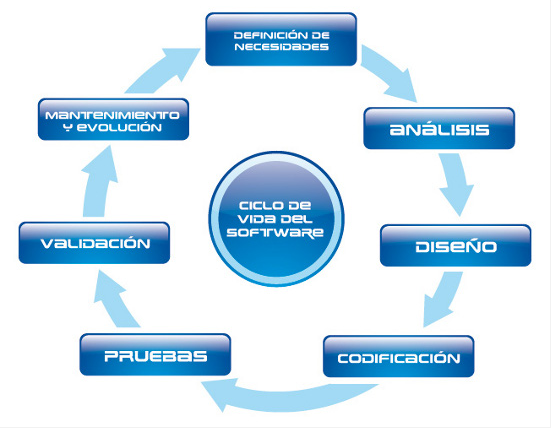 DEFINICIÓN DE
NECESIDADES
ANÁLISIS
DISEÑO
CODIFICACIÓN
PRUEBAS
VALIDACIÓN
MANTENIMIENTO
Y EVOLUCIÓN
CICLO DE
VIDA DEL
SOFTWARE